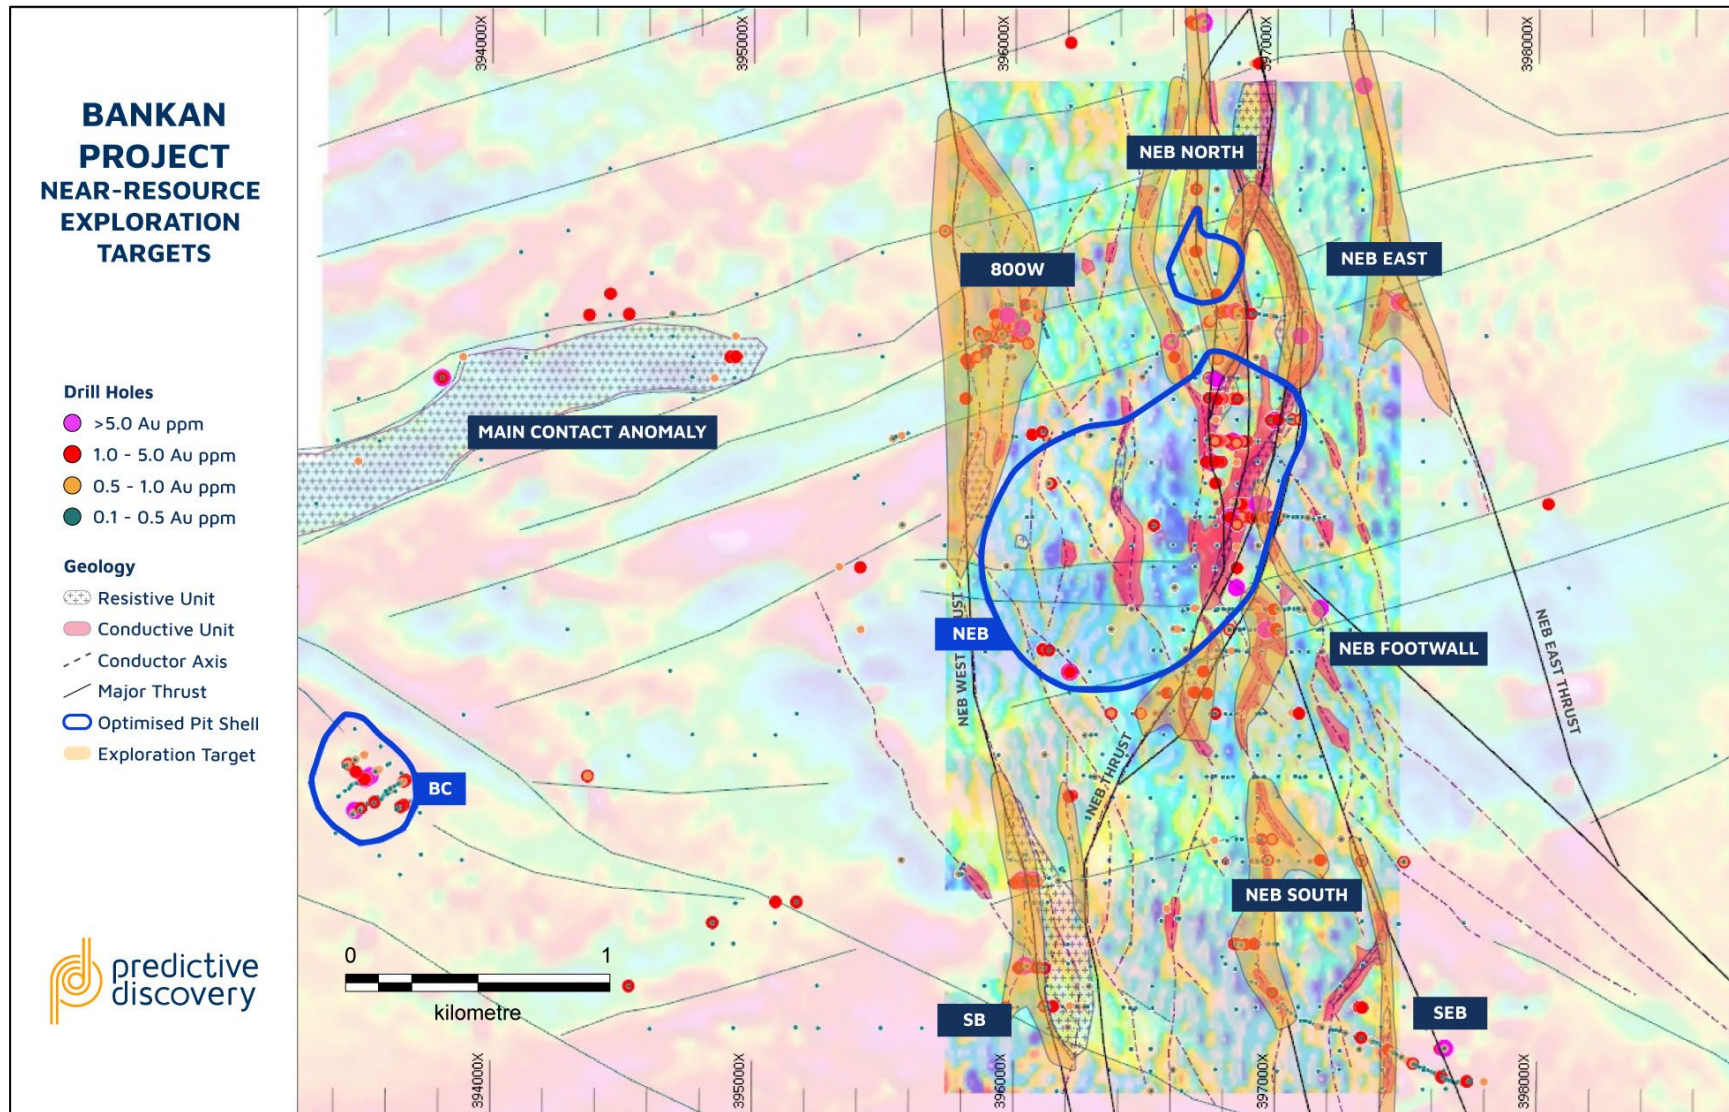 BANKAN
PROJECT
NEAR-RESOURCE
EXPLORATION
TARGETS
Drill Holes
>5.0 Au ppm
1.0 - 5.0 Au ppm
0.5 - 1.0 Au ppm
0.1 - 0.5 Au ppm
Geology
Resistive Unit
Conductive Unit
Conductor Axis
Major Thrust
Optimised Pit Shell
Exploration Target
predictive
discovery
394000X
395000X
396000X
397000X
398000X
NEB NORTH
800W
NEB EAST
MAIN CONTACT ANOMALY
NEB
NEB WEST
NEB FOOTWALL
NEB EAST THRUST
NEB THRUST
BC
NEB SOUTH
SB
SEB
0 1
kilometre
394000X
395000X
396000X
397000X
398000X